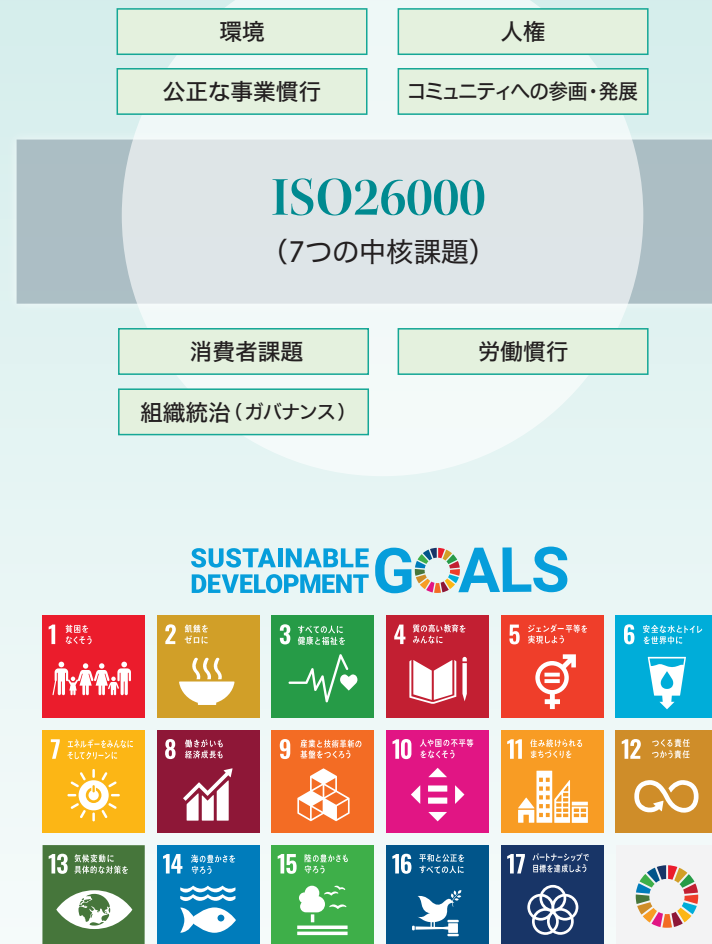 環境
人権
公正な事業慣行
コミュニティへの参画・発展
ISO26000
（7つの中核課題）
消費者課題
労働慣行
組織統治（ガバナンス）
SUSTAINABLE
DEVELOPMENT
GOALS
1 貧困を
なくそう
2 飢餓を
ゼロに
3 すべての人に
健康と福祉を
4 質の高い教育を
みんなに
5 ジェンダー平等を
実現しよう
6 安全な水とトイレ
を世界中に
7 エネルギーをみんなに
そしてクリーンに
8 働きがいも
経済成長も
9 産業と技術革新の
基盤をつくろう
10 人や国の不平等
をなくそう
11 住み続けられる
まちづくりを
12 つくる責任
つかう責任
13 気候変動に
具体的な対策を
14 海の豊かさを
守ろう
15 陸の豊かさも
守ろう
16 平和と公正を
すべての人に
17 パートナーシップで
目標を達成しよう